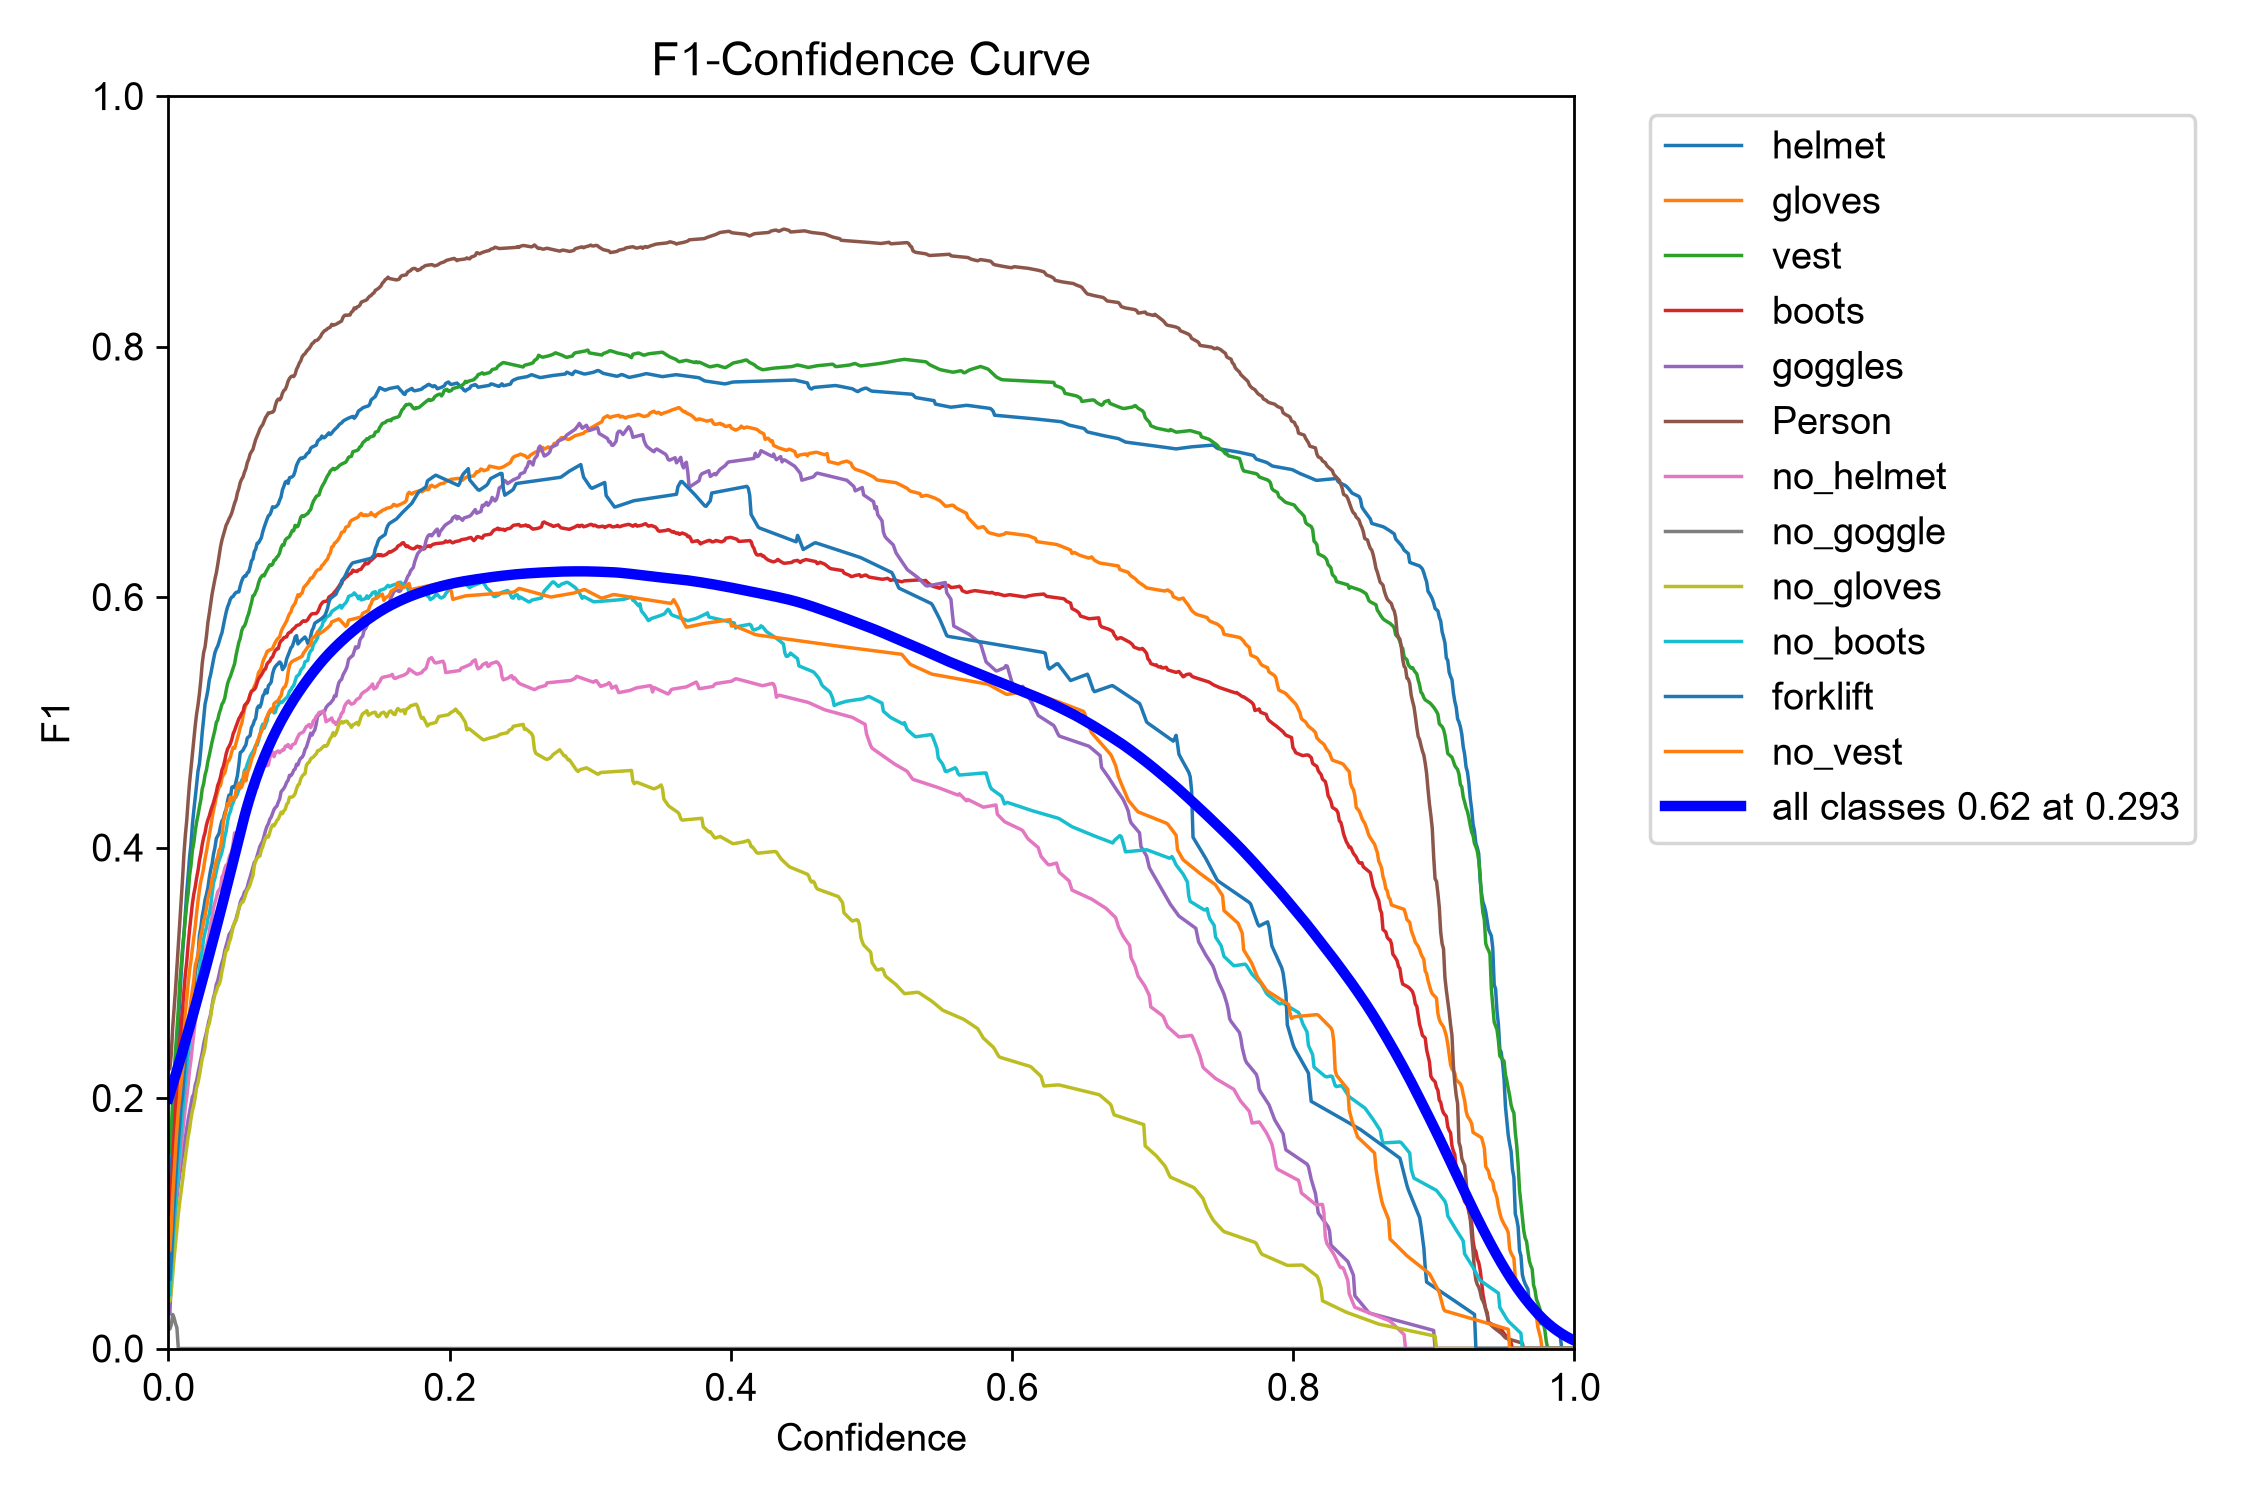 F1-Confidence Curve
1.0
0.8
0.6
0.4
0.2
0.0
F1
0.0 0.2 0.4 0.6 0.8 1.0
Confidence
helmet
gloves
vest
boots
goggles
Person
no_helmet
no_goggle
no_gloves
no_boots
forklift
no_vest
all classes 0.62 at 0.293